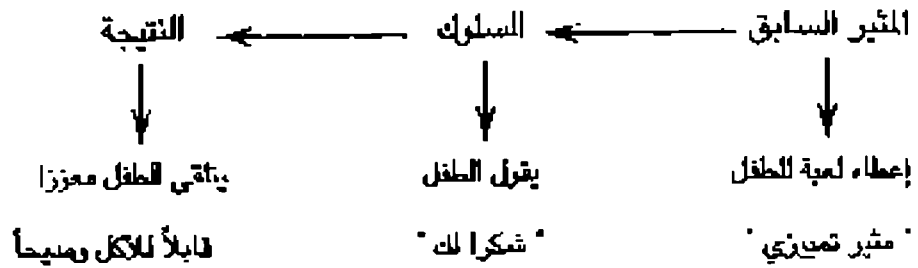 المثير السابق السلوك النتيجة
إعطاء لعبة للطفل يقول الطفل يتلقى الطفل معززا
" مثير تمييزي " " شكرا لك " قابلاً للأكل ومديحاً